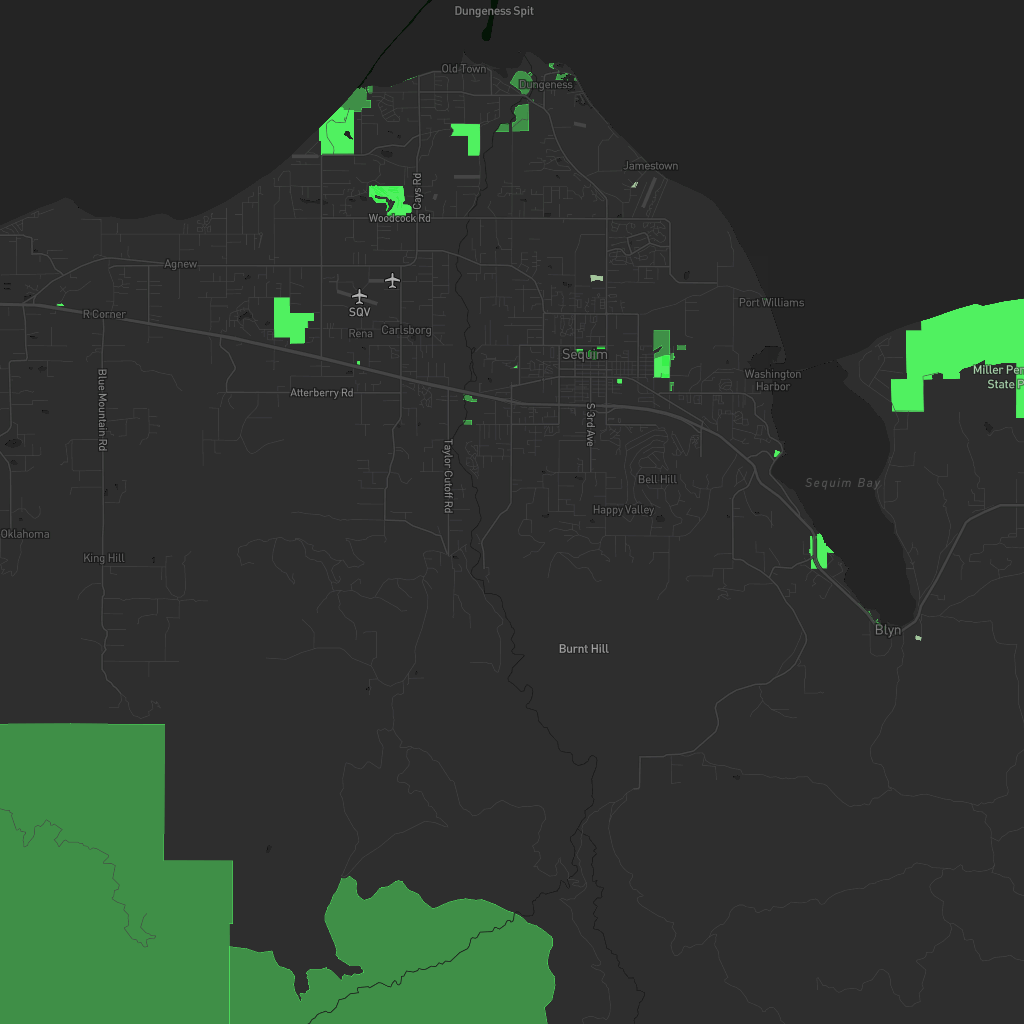 Dungeness Spit
Old Town
Dungeness
Jamestown
Cays Rd
Woodcock Rd
Agnew
Port Williams
R Corner
SQV
Rena
Carlsborg
Sequim
Washington
Harbor
Miller Pen
State P
Atterberry Rd
Blue Mountain Rd
S 3rd Ave
Taylor Cutoff Rd
Bell Hill
Sequim Bay
Happy Valley
Oklahoma
King Hill
Blyn
Burnt Hill